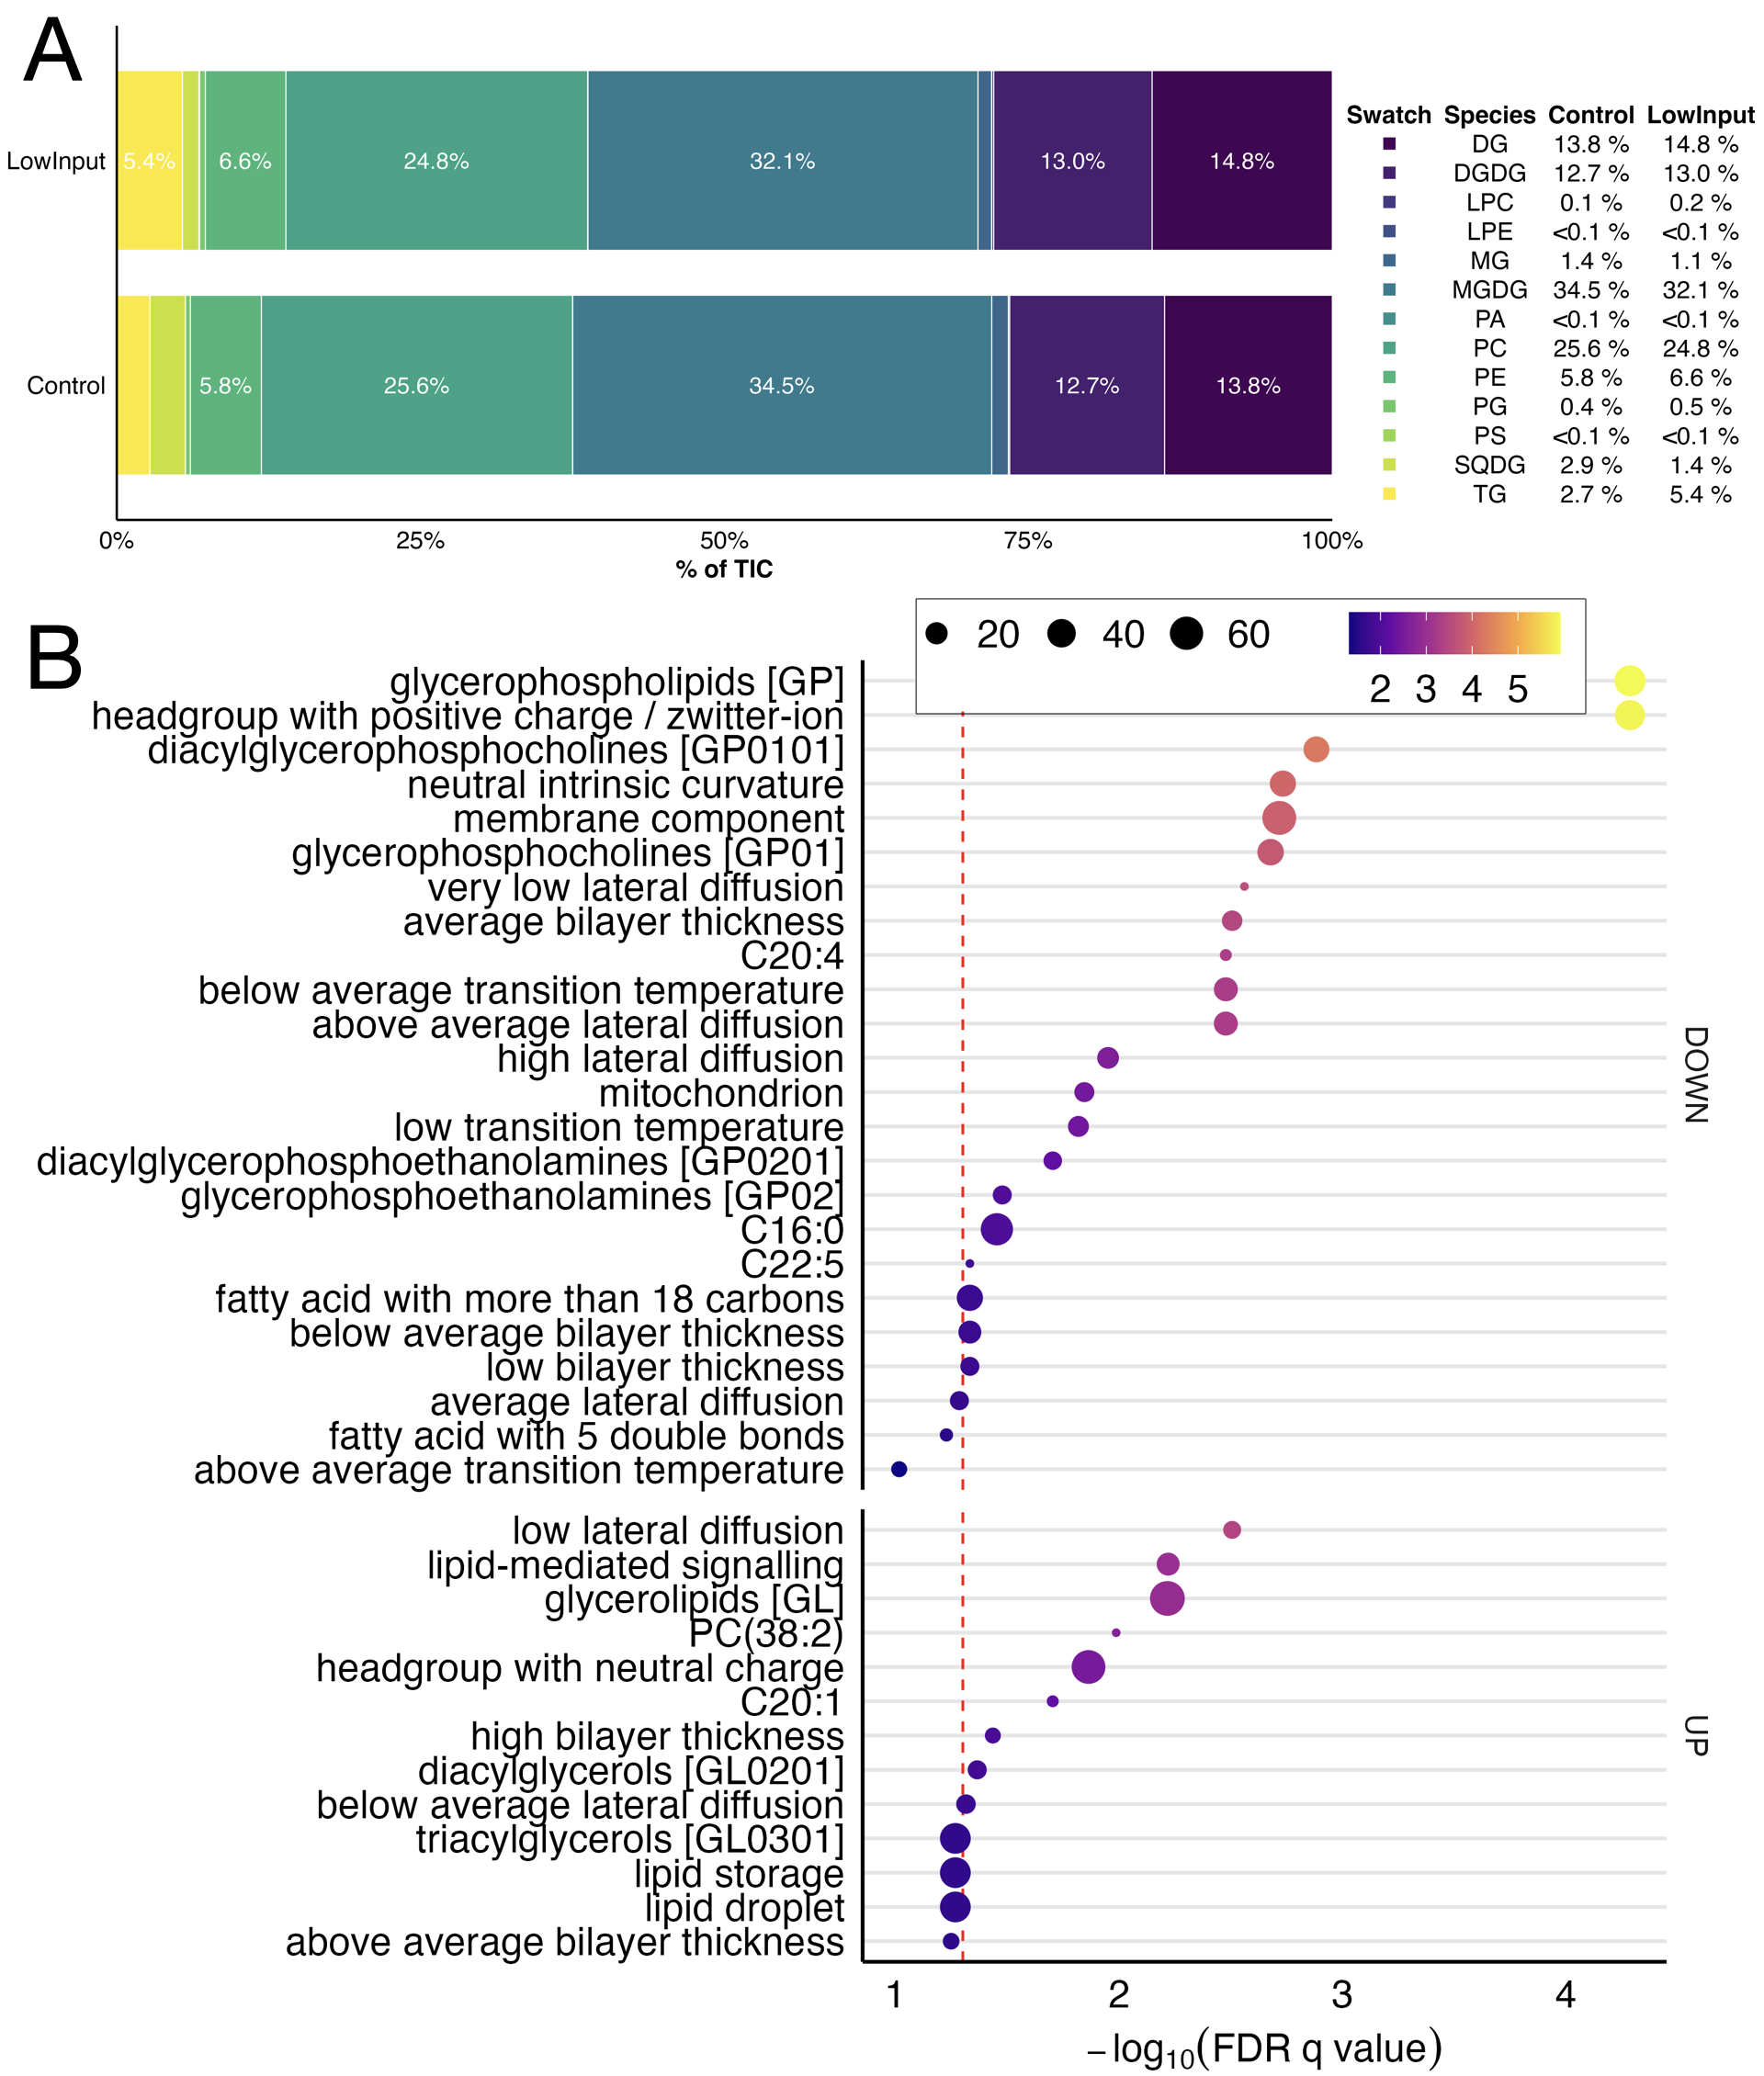 A
LowInput
5.4%
6.6%
24.8%
32.1%
13.0%
14.8%
Control
5.8%
25.6%
34.5%
12.7%
13.8%
0%
25%
50%
75%
100%
% of TIC
Swatch Species Control LowInput
DG 13.8 % 14.8 %
DGDG 12.7 % 13.0 %
LPC 0.1 % 0.2 %
LPE <0.1 % <0.1 %
MG 1.4 % 1.1 %
MGDG 34.5 % 32.1 %
PA <0.1 % <0.1 %
PC 25.6 % 24.8 %
PE 5.8 % 6.6 %
PG 0.4 % 0.5 %
PS <0.1 % <0.1 %
SQDG 2.9 % 1.4 %
TG 2.7 % 5.4 %
B
20 40 60
2 3 4 5
glycerophospholipids [GP]
headgroup with positive charge / zwitter-ion
diacylglycerophosphocholines [GP0101]
neutral intrinsic curvature
membrane component
glycerophosphocholines [GP01]
very low lateral diffusion
average bilayer thickness
C20:4
below average transition temperature
above average lateral diffusion
high lateral diffusion
mitochondrion
low transition temperature
diacylglycerophosphoethanolamines [GP0201]
glycerophosphoethanolamines [GP02]
C16:0
C22:5
fatty acid with more than 18 carbons
below average bilayer thickness
low bilayer thickness
average lateral diffusion
fatty acid with 5 double bonds
above average transition temperature
DOWN
low lateral diffusion
lipid-mediated signalling
glycerolipids [GL]
PC(38:2)
headgroup with neutral charge
C20:1
high bilayer thickness
diacylglycerols [GL0201]
below average lateral diffusion
triacylglycerols [GL0301]
lipid storage
lipid droplet
above average bilayer thickness
UP
1 2 3 4
−log₁₀(FDR q value)